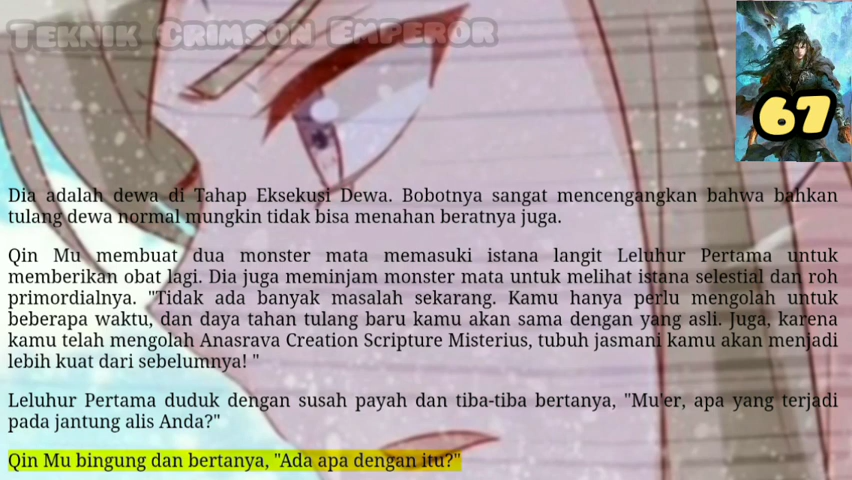 Teknik Crimson Emperor
67
Dia adalah dewa di Tahap Eksekusi Dewa. Bobotnya sangat mencengangkan bahwa bahkan
tulang dewa normal mungkin tidak bisa menahan beratnya juga.
Qin Mu membuat dua monster mata memasuki istana langit Leluhur Pertama untuk
memberikan obat lagi. Dia juga meminjam monster mata untuk melihat istana selestial dan roh
primordialnya. "Tidak ada banyak masalah sekarang. Kamu hanya perlu mengolah untuk
beberapa waktu, dan daya tahan tulang baru kamu akan sama dengan yang asli. Juga, karena
kamu telah mengolah Anasrava Creation Scripture Misterius, tubuh jasmani kamu akan menjadi
lebih kuat dari sebelumnya! "
Leluhur Pertama duduk dengan susah payah dan tiba-tiba bertanya, "Mu'er, apa yang terjadi
pada jantung alis Anda?"
Qin Mu bingung dan bertanya, "Ada apa dengan itu?"